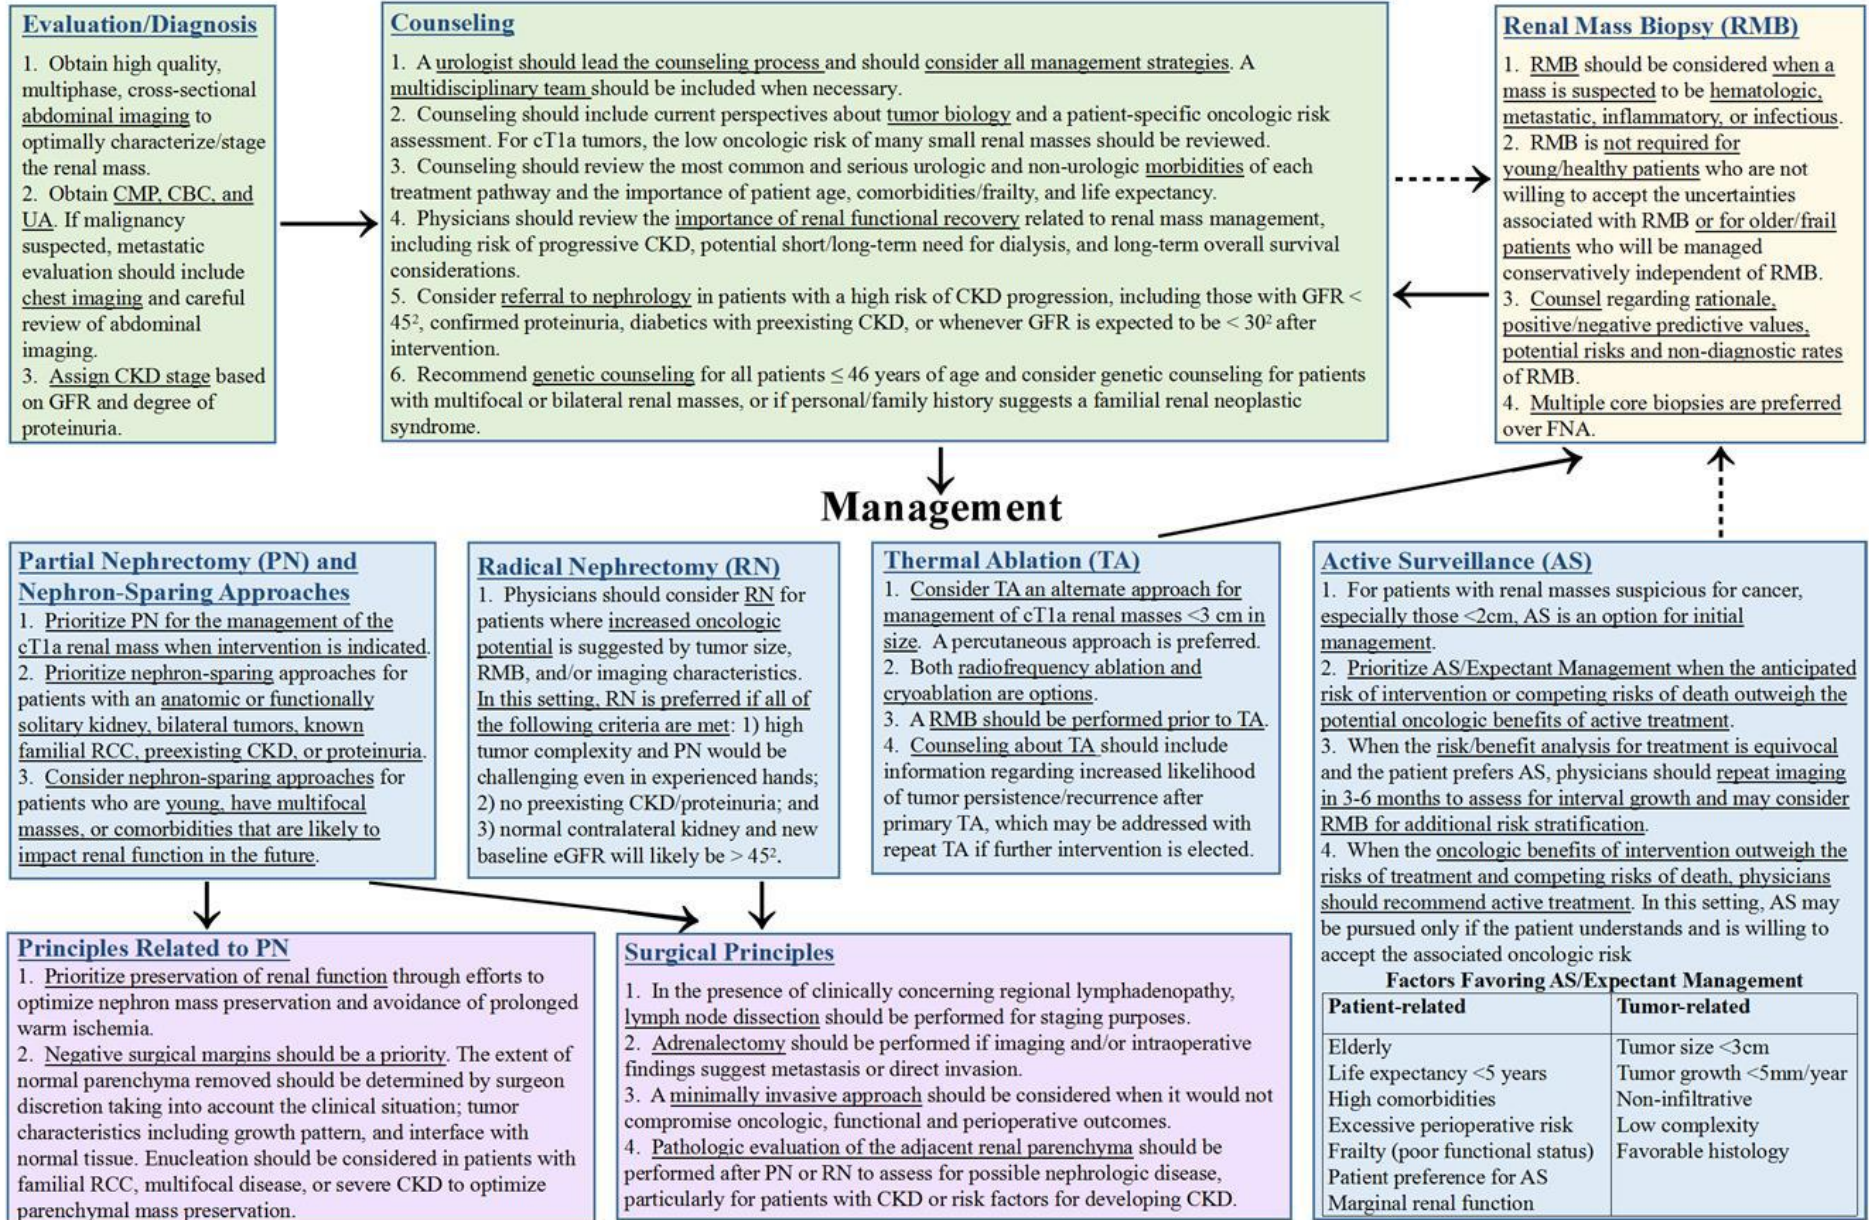 Evaluation/Diagnosis
1. Obtain high quality,
multiphase, cross-sectional
abdominal imaging to
optimally characterize/stage
the renal mass.
2. Obtain CMP, CBC, and
UA. If malignancy
suspected, metastatic
evaluation should include
chest imaging and careful
review of abdominal
imaging.
3. Assign CKD stage based
on GFR and degree of
proteinuria.
Counseling
1. A urologist should lead the counseling process and should consider all management strategies. A
multidisciplinary team should be included when necessary.
2. Counseling should include current perspectives about tumor biology and a patient-specific oncologic risk
assessment. For cT1a tumors, the low oncologic risk of many small renal masses should be reviewed.
3. Counseling should review the most common and serious urologic and non-urologic morbidities of each
treatment pathway and the importance of patient age, comorbidities/frailty, and life expectancy.
4. Physicians should review the importance of renal functional recovery related to renal mass management,
including risk of progressive CKD, potential short/long-term need for dialysis, and long-term overall survival
considerations.
5. Consider referral to nephrology in patients with a high risk of CKD progression, including those with GFR <
45², confirmed proteinuria, diabetics with preexisting CKD, or whenever GFR is expected to be < 30² after
intervention.
6. Recommend genetic counseling for all patients ≤ 46 years of age and consider genetic counseling for patients
with multifocal or bilateral renal masses, or if personal/family history suggests a familial renal neoplastic
syndrome.
Renal Mass Biopsy (RMB)
1. RMB should be considered when a
mass is suspected to be hematologic,
metastatic, inflammatory, or infectious.
2. RMB is not required for
young/healthy patients who are not
willing to accept the uncertainties
associated with RMB or for older/frail
patients who will be managed
conservatively independent of RMB.
3. Counsel regarding rationale,
positive/negative predictive values,
potential risks and non-diagnostic rates
of RMB.
4. Multiple core biopsies are preferred
over FNA.
Management
Partial Nephrectomy (PN) and
Nephron-Sparing Approaches
1. Prioritize PN for the management of the
cT1a renal mass when intervention is indicated.
2. Prioritize nephron-sparing approaches for
patients with an anatomic or functionally
solitary kidney, bilateral tumors, known
familial RCC, preexisting CKD, or proteinuria.
3. Consider nephron-sparing approaches for
patients who are young, have multifocal
masses, or comorbidities that are likely to
impact renal function in the future.
Radical Nephrectomy (RN)
1. Physicians should consider RN for
patients where increased oncologic
potential is suggested by tumor size,
RMB, and/or imaging characteristics.
In this setting, RN is preferred if all of
the following criteria are met: 1) high
tumor complexity and PN would be
challenging even in experienced hands;
2) no preexisting CKD/proteinuria; and
3) normal contralateral kidney and new
baseline eGFR will likely be > 45².
Thermal Ablation (TA)
1. Consider TA an alternate approach for
management of cT1a renal masses <3 cm in
size. A percutaneous approach is preferred.
2. Both radiofrequency ablation and
cryoablation are options.
3. A RMB should be performed prior to TA.
4. Counseling about TA should include
information regarding increased likelihood
of tumor persistence/recurrence after
primary TA, which may be addressed with
repeat TA if further intervention is elected.
Active Surveillance (AS)
1. For patients with renal masses suspicious for cancer,
especially those <2cm, AS is an option for initial
management.
2. Prioritize AS/Expectant Management when the anticipated
risk of intervention or competing risks of death outweigh the
potential oncologic benefits of active treatment.
3. When the risk/benefit analysis for treatment is equivocal
and the patient prefers AS, physicians should repeat imaging
in 3-6 months to assess for interval growth and may consider
RMB for additional risk stratification.
4. When the oncologic benefits of intervention outweigh the
risks of treatment and competing risks of death, physicians
should recommend active treatment. In this setting, AS may
be pursued only if the patient understands and is willing to
accept the associated oncologic risk
Factors Favoring AS/Expectant Management
Patient-related
Tumor-related
Elderly
Life expectancy <5 years
High comorbidities
Excessive perioperative risk
Frailty (poor functional status)
Patient preference for AS
Marginal renal function
Tumor size <3cm
Tumor growth <5mm/year
Non-infiltrative
Low complexity
Favorable histology
Principles Related to PN
1. Prioritize preservation of renal function through efforts to
optimize nephron mass preservation and avoidance of prolonged
warm ischemia.
2. Negative surgical margins should be a priority. The extent of
normal parenchyma removed should be determined by surgeon
discretion taking into account the clinical situation; tumor
characteristics including growth pattern, and interface with
normal tissue. Enucleation should be considered in patients with
familial RCC, multifocal disease, or severe CKD to optimize
parenchymal mass preservation.
Surgical Principles
1. In the presence of clinically concerning regional lymphadenopathy,
lymph node dissection should be performed for staging purposes.
2. Adrenalectomy should be performed if imaging and/or intraoperative
findings suggest metastasis or direct invasion.
3. A minimally invasive approach should be considered when it would not
compromise oncologic, functional and perioperative outcomes.
4. Pathologic evaluation of the adjacent renal parenchyma should be
performed after PN or RN to assess for possible nephrologic disease,
particularly for patients with CKD or risk factors for developing CKD.